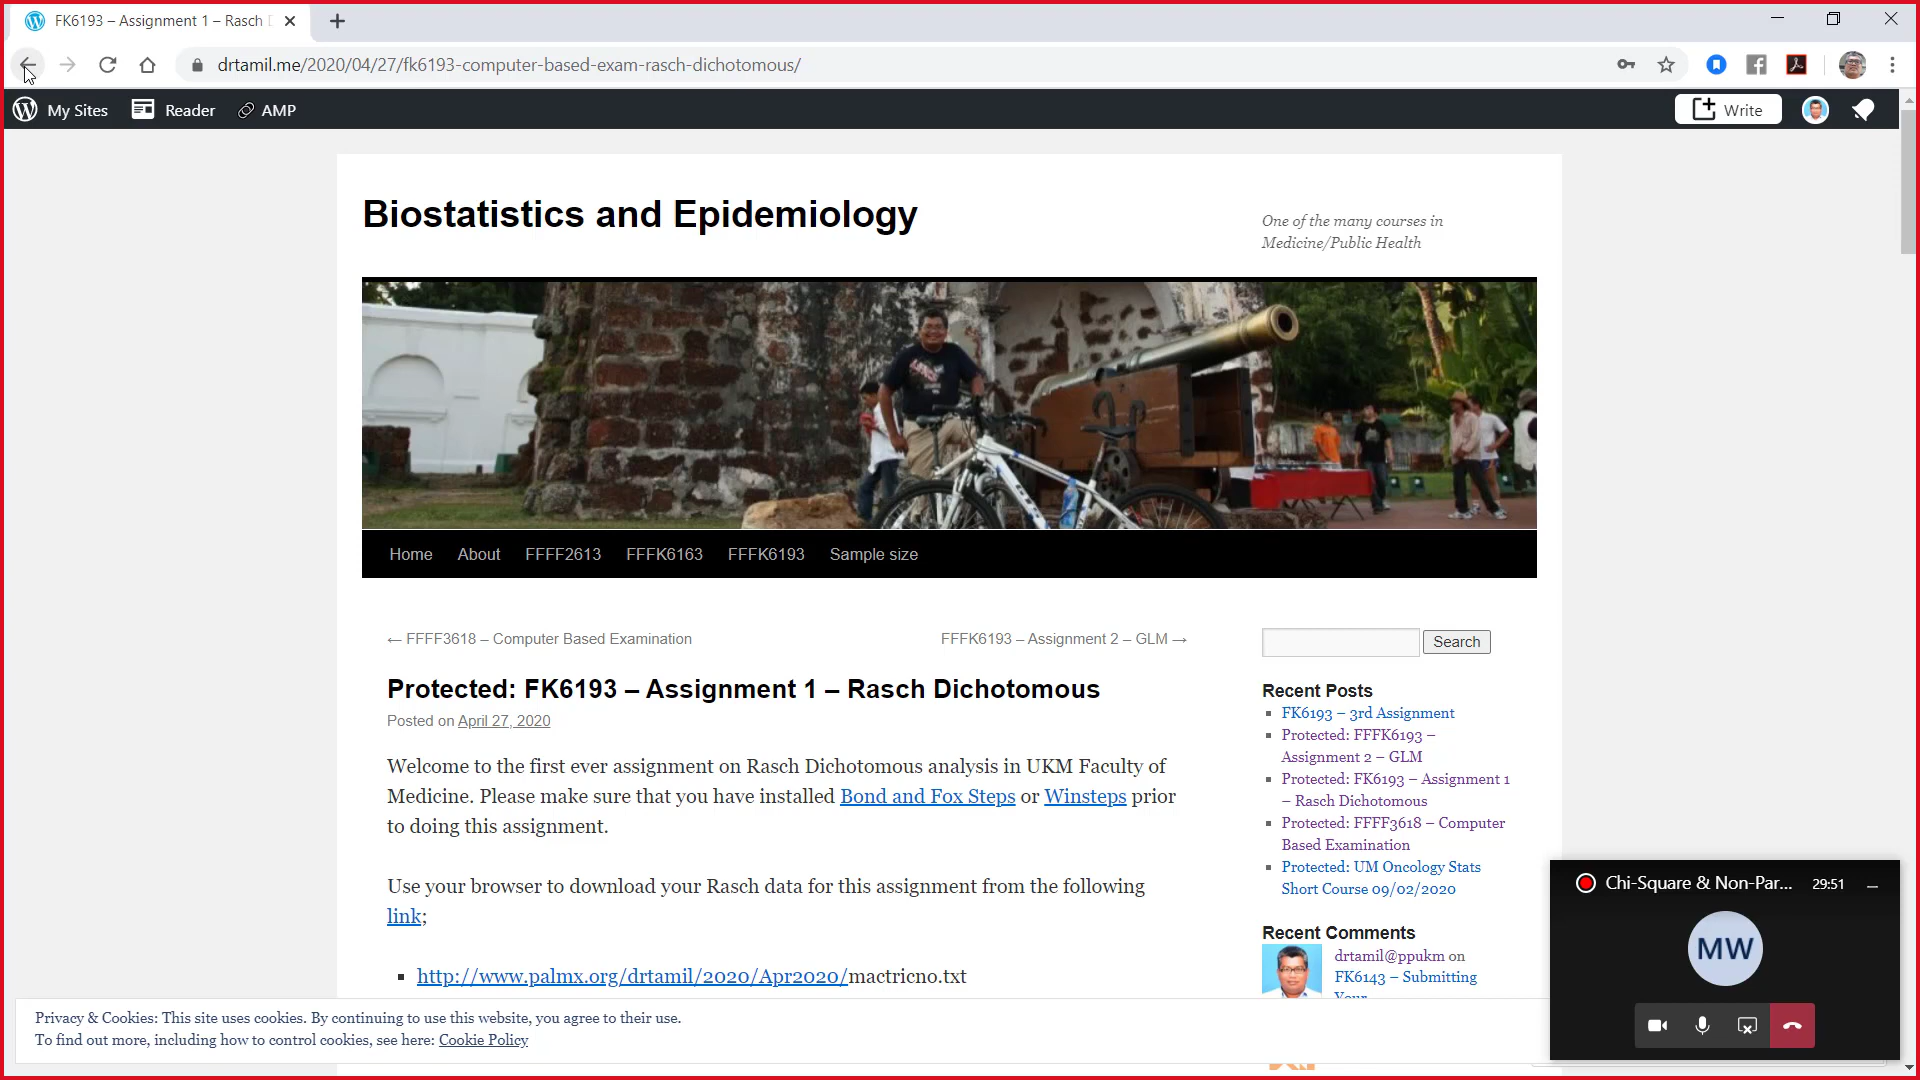 FK6193 – Assignment 1 – Rasch
drtamil.me/2020/04/27/fk6193-computer-based-exam-rasch-dichotomous/
My Sites Reader AMP Write
Biostatistics and Epidemiology
One of the many courses in
Medicine/Public Health
Home About FFFF2613 FFFK6163 FFFK6193 Sample size
← FFFF3618 – Computer Based Examination
FFFK6193 – Assignment 2 – GLM →
Protected: FK6193 – Assignment 1 – Rasch Dichotomous
Posted on April 27, 2020
Welcome to the first ever assignment on Rasch Dichotomous analysis in UKM Faculty of
Medicine. Please make sure that you have installed Bond and Fox Steps or Winsteps prior
to doing this assignment.
Use your browser to download your Rasch data for this assignment from the following
link;
http://www.palmx.org/drtamil/2020/Apr2020/mactricno.txt
Search
Recent Posts
FK6193 – 3rd Assignment
Protected: FFFK6193 –
Assignment 2 – GLM
Protected: FK6193 – Assignment 1
– Rasch Dichotomous
Protected: FFFF3618 – Computer
Based Examination
Protected: UM Oncology Stats
Short Course 09/02/2020
Recent Comments
drtamil@ppukm on
FK6143 – Submitting
Your
Privacy & Cookies: This site uses cookies. By continuing to use this website, you agree to their use.
To find out more, including how to control cookies, see here: Cookie Policy
Chi-Square & Non-Par... 29:51
MW